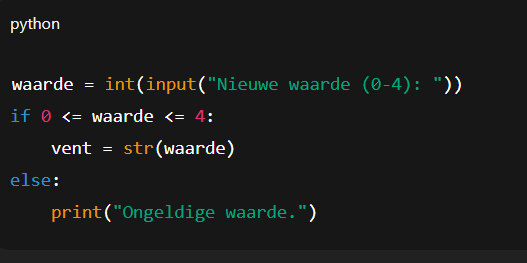 python
waarde = int(input("Nieuwe waarde (0-4): "))
if 0 <= waarde <= 4:
    vent = str(waarde)
else:
    print("Ongeldige waarde.")